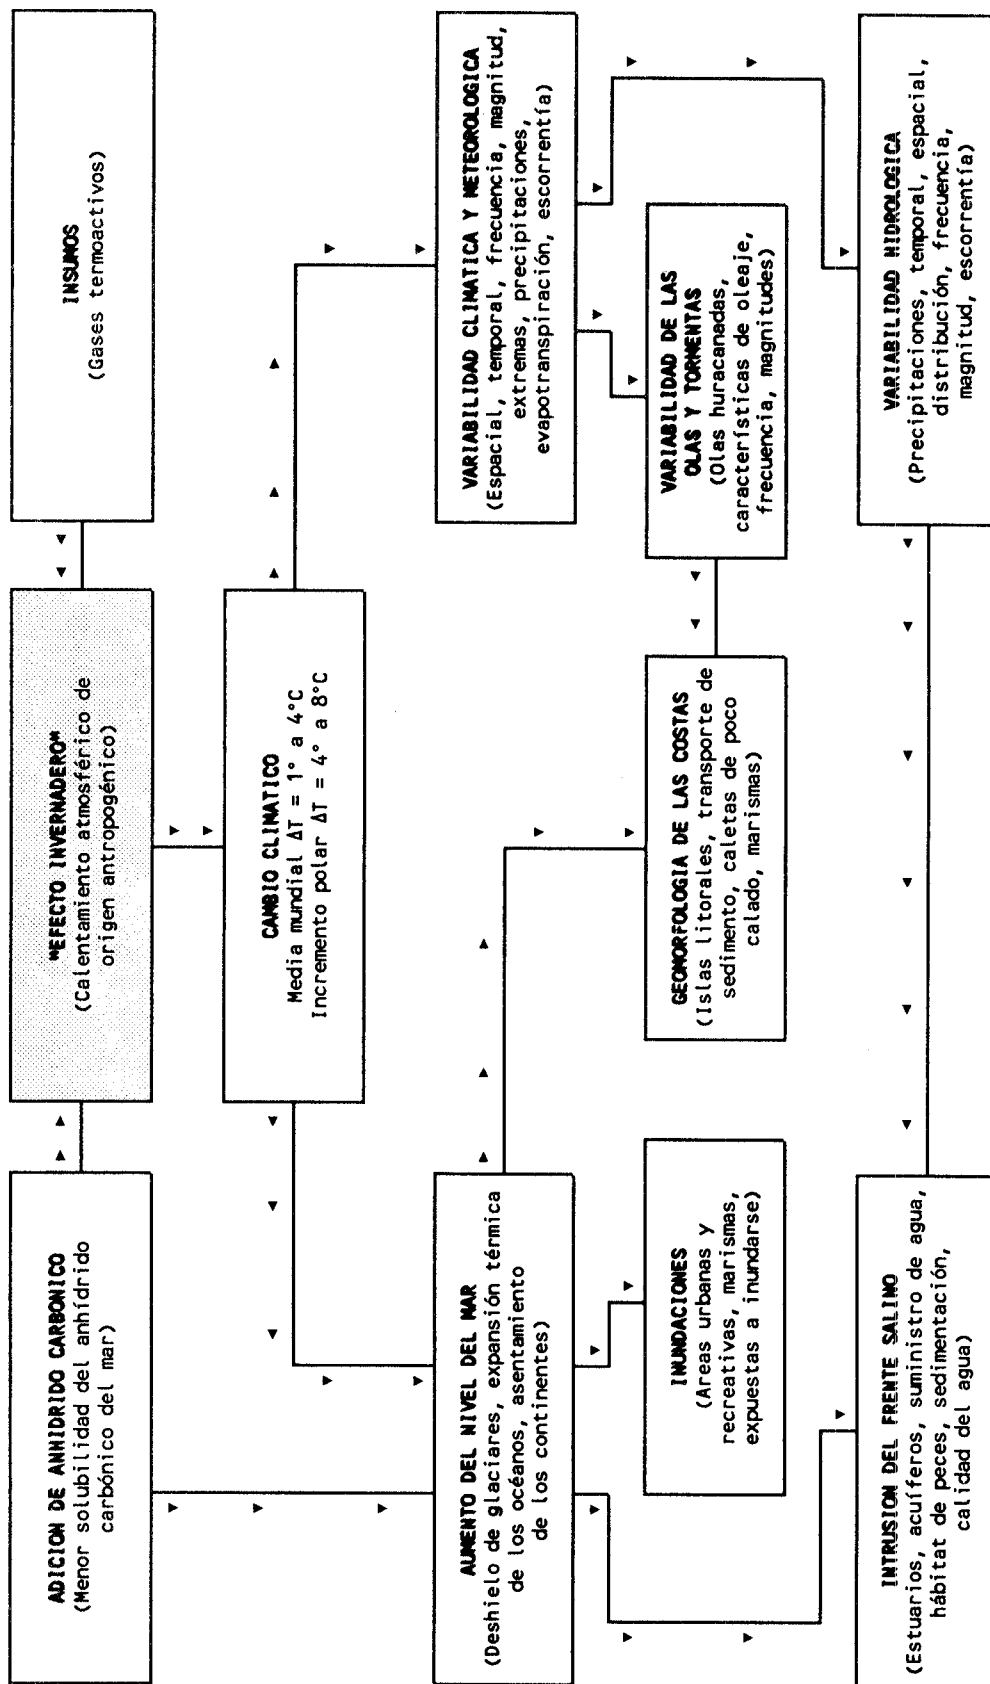 ADICION DE ANHIDRIDO CARBONICO
(Menor solubilidad del anhídrido
carbónico del mar)
"EFECTO INVERNADERO"
(Calentamiento atmosférico de
origen antropogénico)
INSUMOS
(Gases termoactivos)
CAMBIO CLIMATICO
Media mundial ΔT = 1° a 4°C
Incremento polar ΔT = 4° a 8°C
AUMENTO DEL NIVEL DEL MAR
(Deshielo de glaciares, expansión térmica
de los océanos, asentamiento
de los continentes)
VARIABILIDAD CLIMATICA Y METEOROLOGICA
(Espacial, temporal, frecuencia, magnitud,
extremas, precipitaciones,
evapotranspiración, escorrentía)
INUNDACIONES
(Areas urbanas y
recreativas, marismas,
expuestas a inundarse)
GEOMORFOLOGIA DE LAS COSTAS
(Islas litorales, transporte de
sedimento, caletas de poco
calado, marismas)
VARIABILIDAD DE LAS
OLAS Y TORMENTAS
(Olas huracanadas,
características de oleaje,
frecuencia, magnitudes)
INTRUSION DEL FRENTE SALINO
(Estuarios, acuíferos, suministro de agua,
hábitat de peces, sedimentación,
calidad del agua)
VARIABILIDAD HIDROLOGICA
(Precipitaciones, temporal, espacial,
distribución, frecuencia,
magnitud, escorrentía)